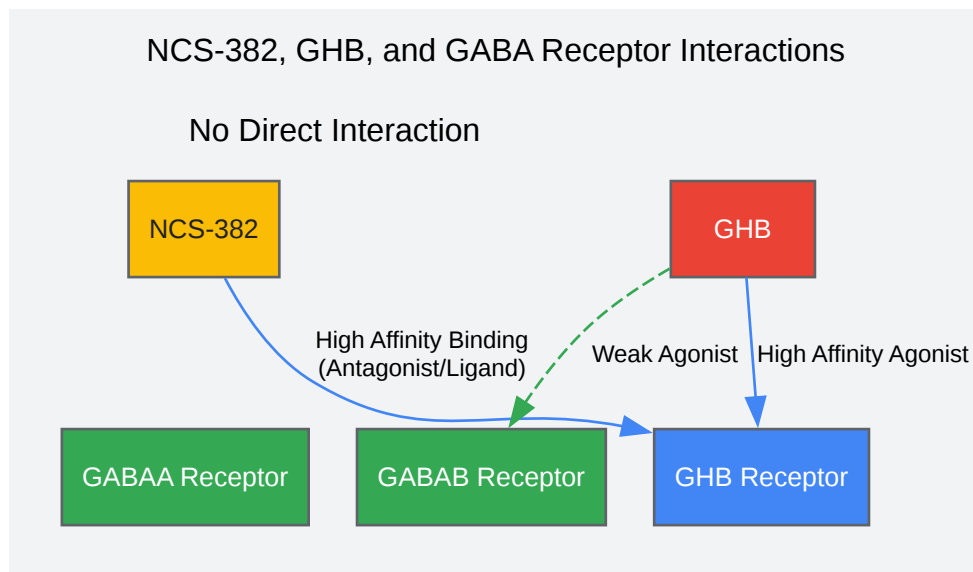 NCS-382, GHB, and GABA Receptor Interactions
No Direct Interaction
NCS-382
GHB
High Affinity Binding
(Antagonist/Ligand)
Weak Agonist
High Affinity Agonist
GABAA Receptor
GABAB Receptor
GHB Receptor